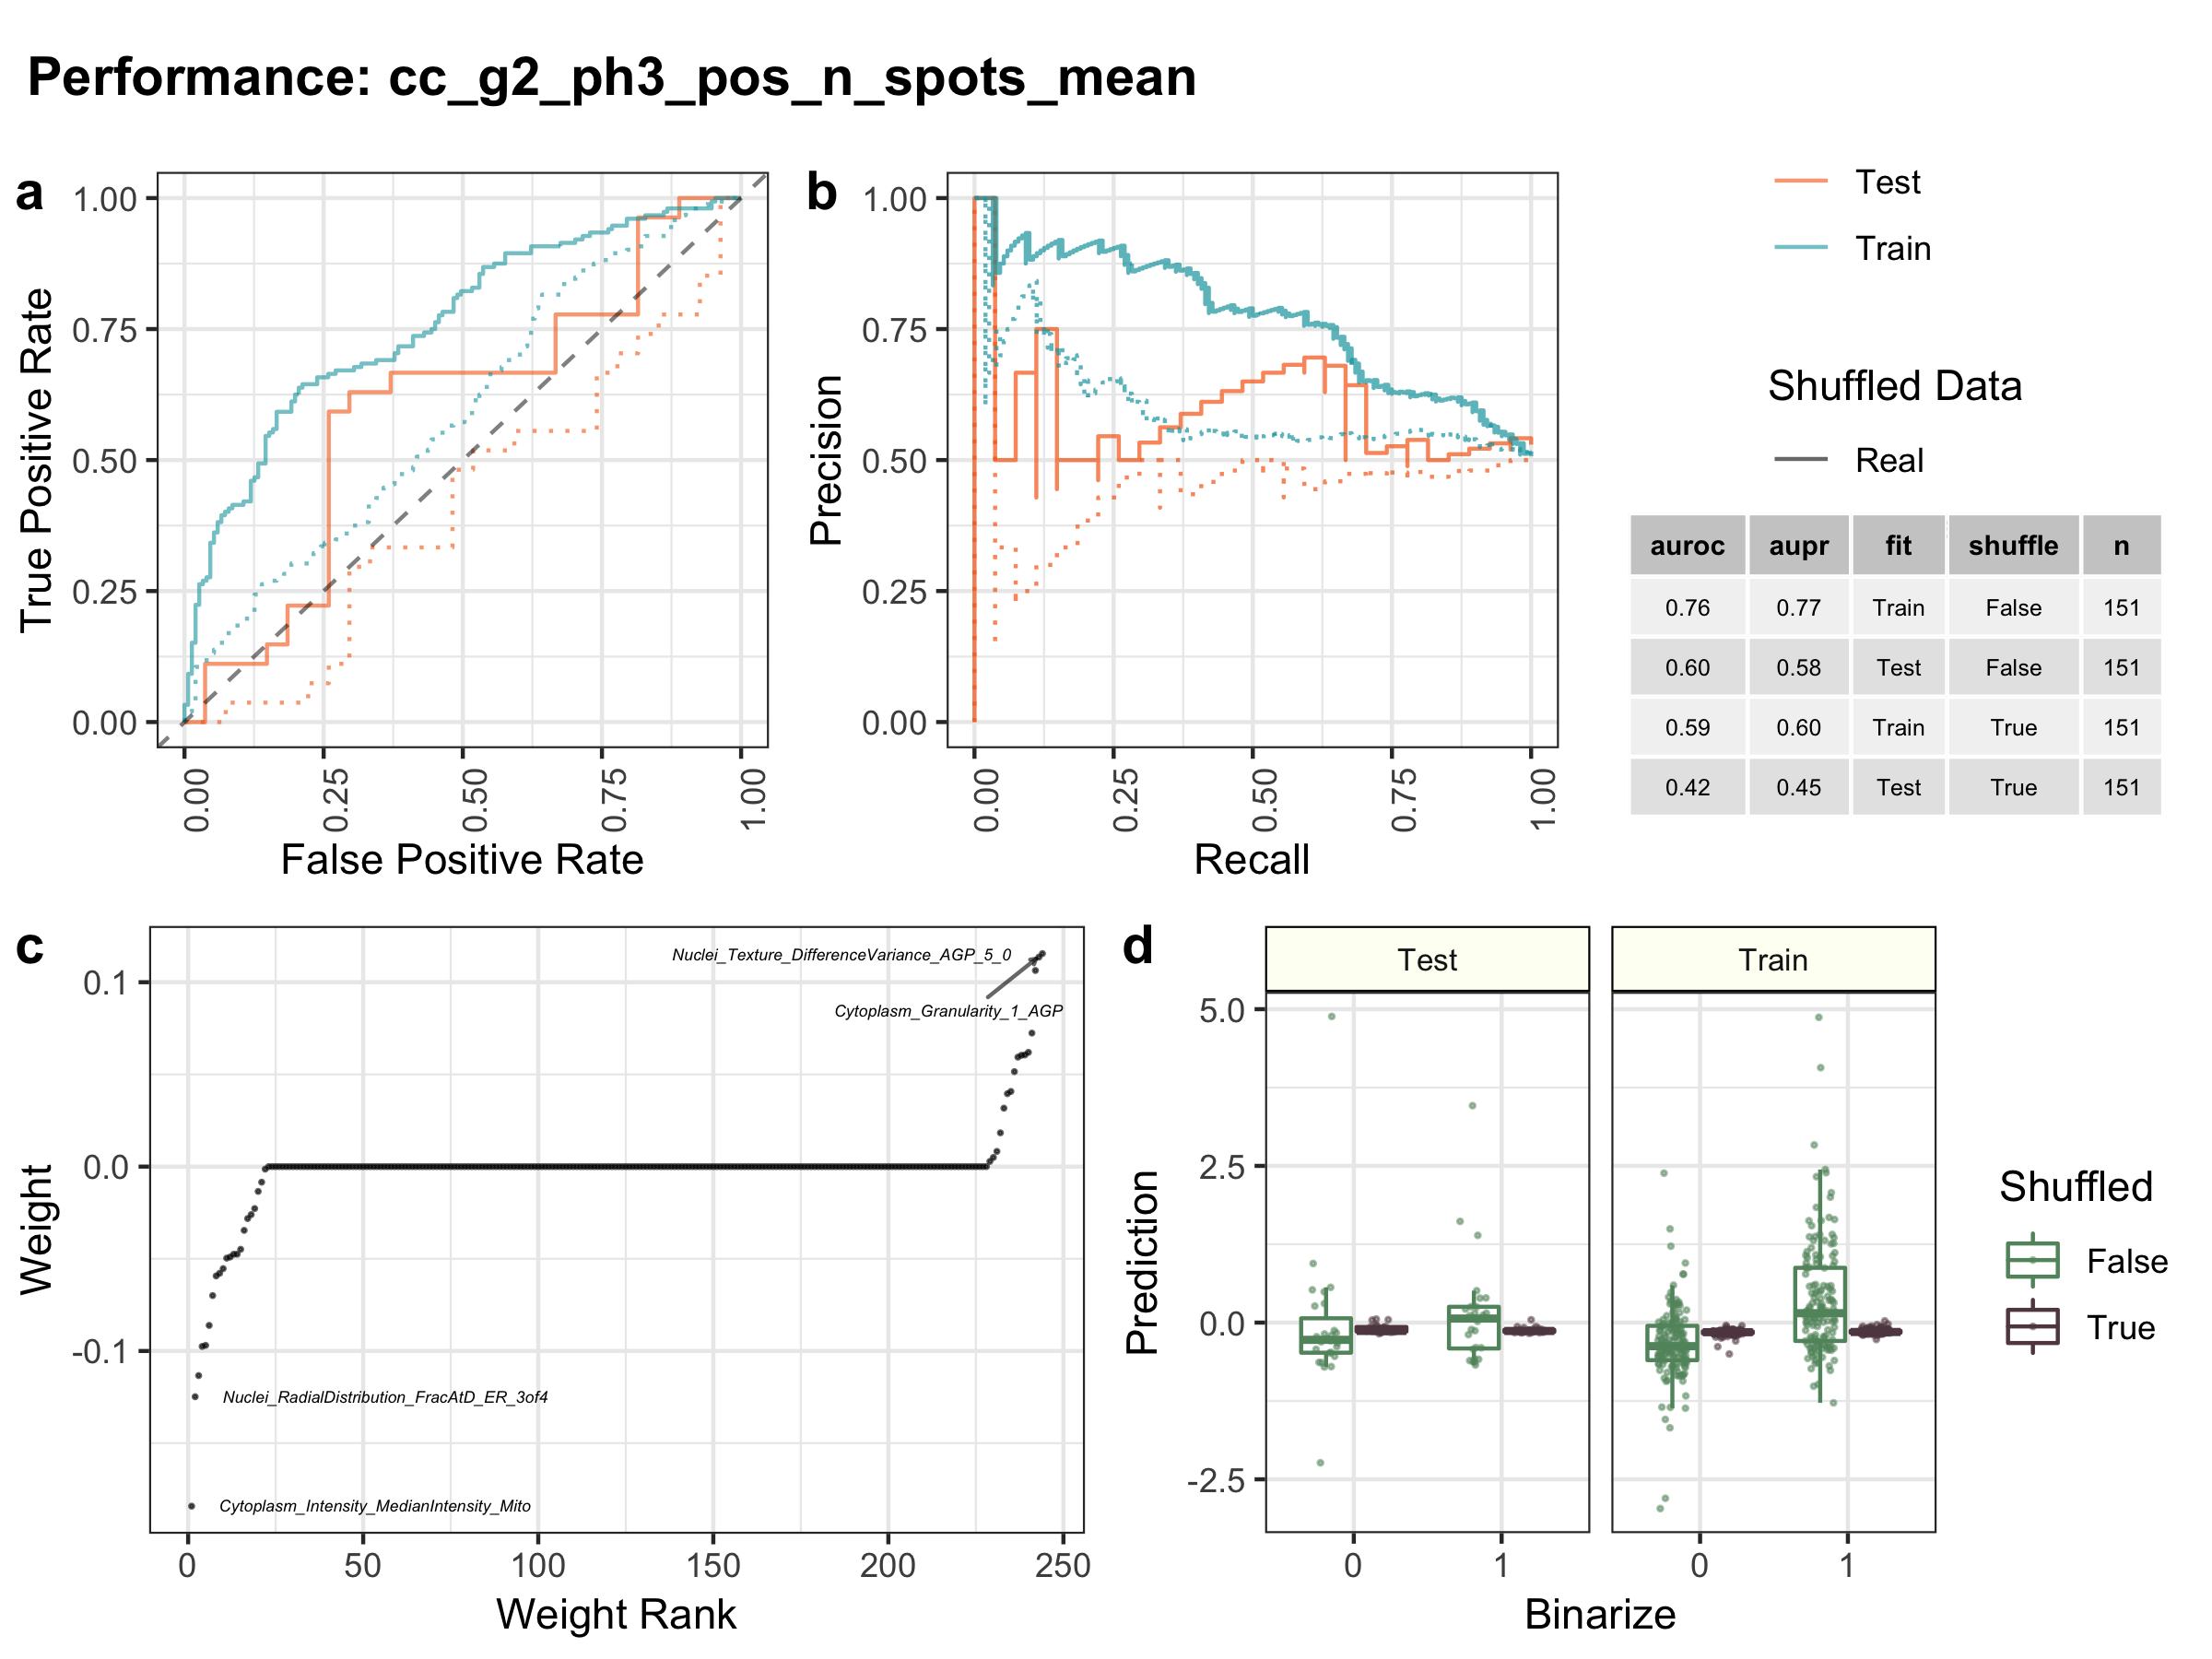 Performance: cc_g2_ph3_pos_n_spots_mean
a
1.00
0.75
0.50
0.25
0.00
True Positive Rate
0.00
0.25
0.50
0.75
1.00
False Positive Rate
b
1.00
0.75
0.50
0.25
0.00
Precision
0.00
0.25
0.50
0.75
1.00
Recall
Test
Train
Shuffled Data
Real
auroc aupr fit shuffle n
0.76 0.77 Train False 151
0.60 0.58 Test False 151
0.59 0.60 Train True 151
0.42 0.45 Test True 151
c
0.1
0.0
-0.1
Weight
Nuclei_Texture_DifferenceVariance_AGP_5_0
Cytoplasm_Granularity_1_AGP
Nuclei_RadialDistribution_FracAtD_ER_3of4
Cytoplasm_Intensity_MedianIntensity_Mito
0 50 100 150 200 250
Weight Rank
d
Test
Train
5.0
2.5
0.0
-2.5
Prediction
0 1
0 1
Binarize
Shuffled
False
True